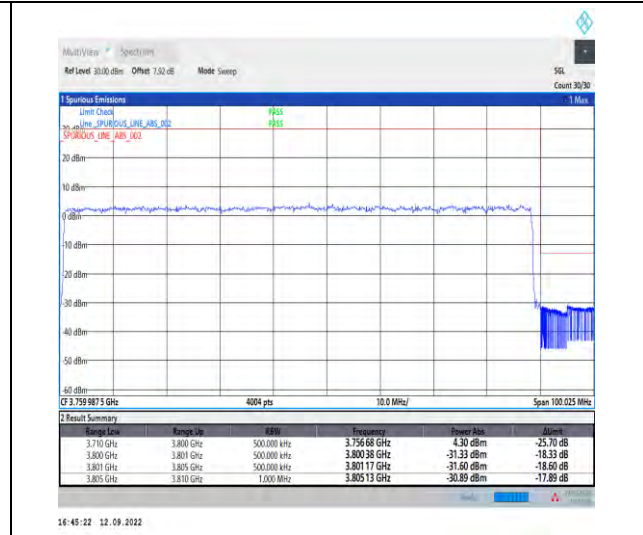 MultiView Spectrum
Ref Level 30.00 dBm Offset 7.92 dB Mode Sweep SGL
Count 30/30
1 Spurious Emissions 1 Max
Limit Check PASS
Line _SPURIOUS_LINE_ABS_002 PASS
_SPURIOUS_LINE_ABS_002
20 dBm
10 dBm
0 dBm
-10 dBm
-20 dBm
-30 dBm
-40 dBm
-50 dBm
-60 dBm
CF 3.759 987 5 GHz 4004 pts 10.0 MHz/ Span 100.025 MHz
2 Result Summary
Range Low Range Up RBW Frequency Power Abs ΔLimit
3.710 GHz 3.800 GHz 500.000 kHz 3.756 68 GHz 4.30 dBm -25.70 dB
3.800 GHz 3.801 GHz 500.000 kHz 3.800 38 GHz -31.33 dBm -18.33 dB
3.801 GHz 3.805 GHz 500.000 kHz 3.801 17 GHz -31.60 dBm -18.60 dB
3.805 GHz 3.810 GHz 1.000 MHz 3.805 13 GHz -30.89 dBm -17.89 dB
Ready
16:45:22 12.09.2022